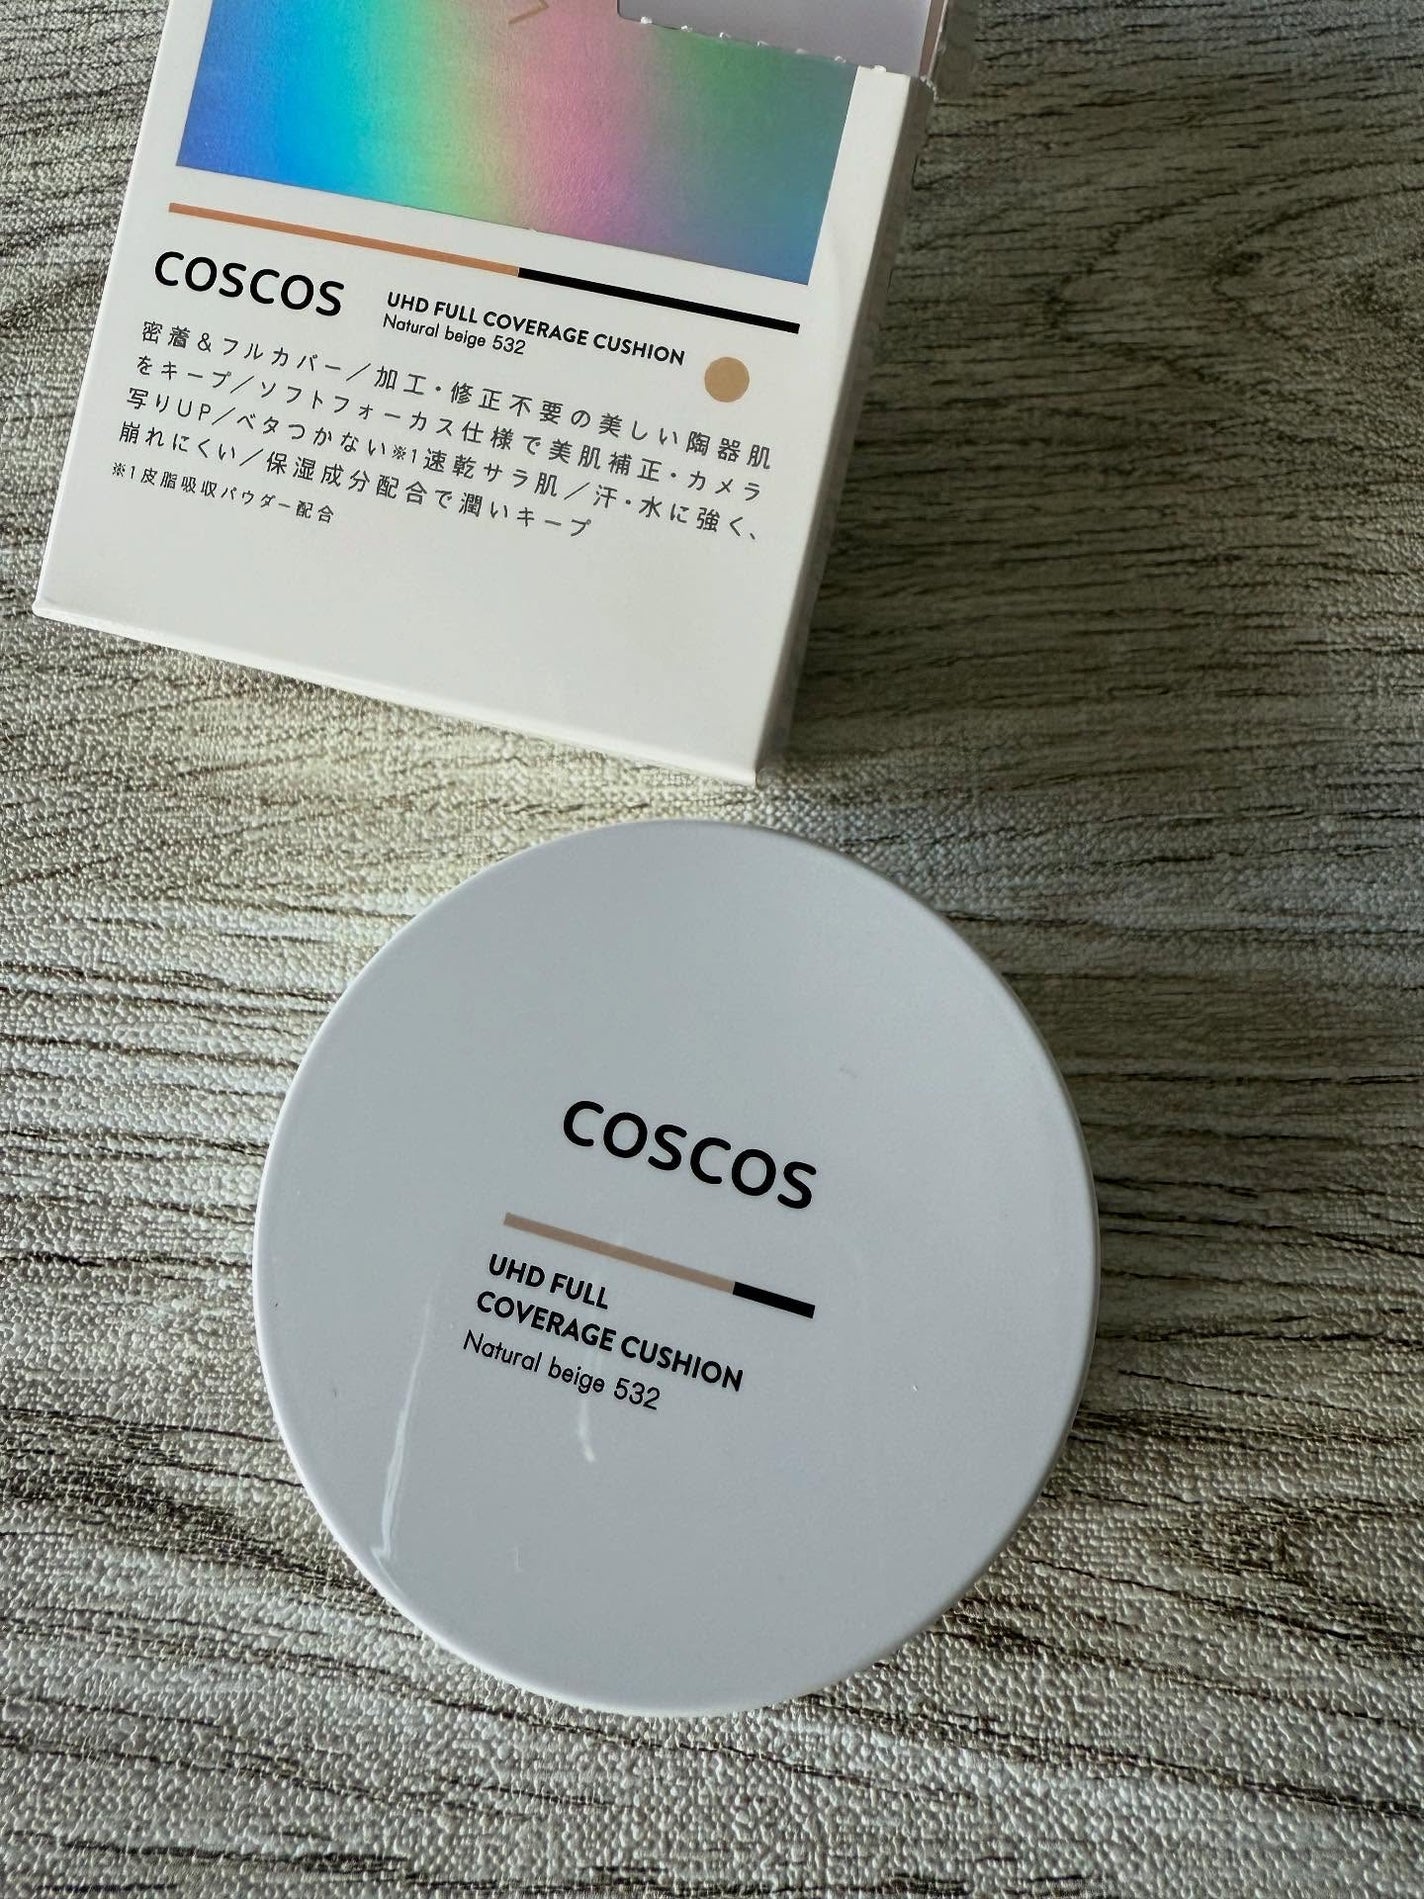 COSCOS
UHD FULL COVERAGE CUSHION
Natural beige 532
密着&フルカバー/加工・修正不要の美しい陶器肌
をキープ/ソフトフォーカス仕様で美肌補正・カメラ
写りUP/ベタつかない※1速乾サラ肌/汗・水に強く、
崩れにくい/保湿成分配合で潤いキープ
※1皮脂吸収パウダー配合
COSCOS
UHD FULL
COVERAGE CUSHION
Natural beige 532